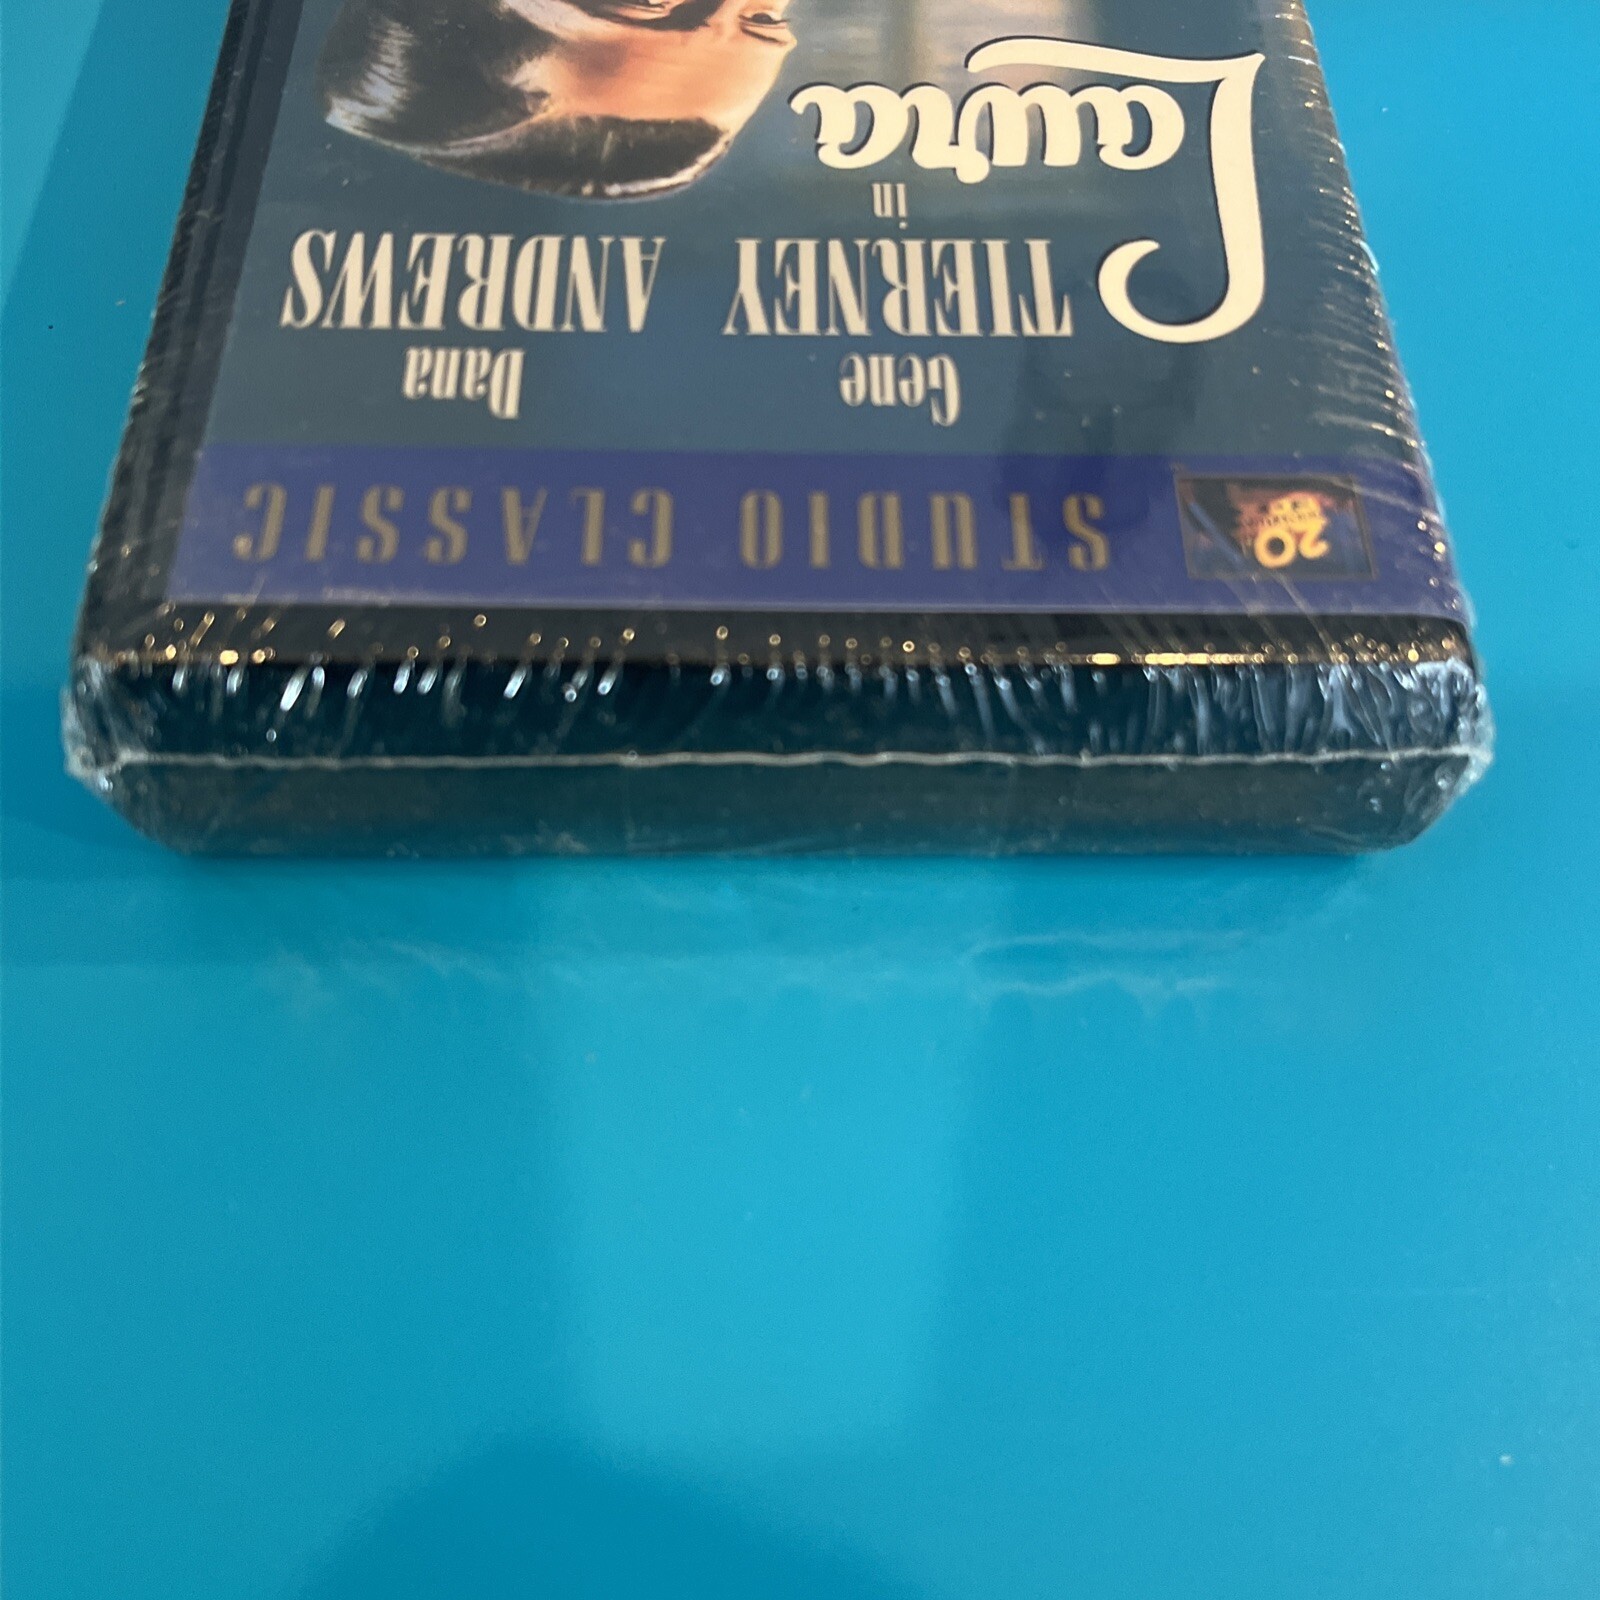 20
STUDIO CLASSIC
Gene Dana
TIERNEY ANDREWS
in
Laura